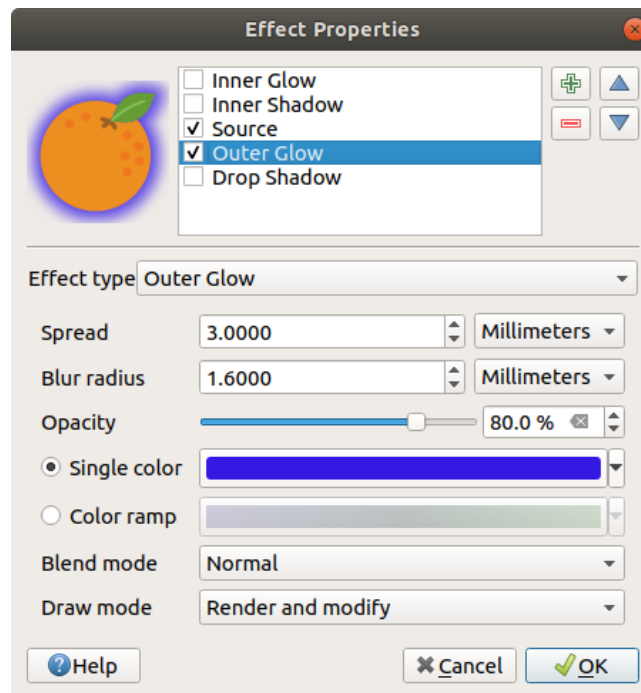 Effect Properties
Inner Glow
Inner Shadow
Source
Outer Glow
Drop Shadow
Effect type Outer Glow
Spread 3.0000 Millimeters
Blur radius 1.6000 Millimeters
Opacity 80.0 %
Single color
Color ramp
Blend mode Normal
Draw mode Render and modify
Help Cancel OK